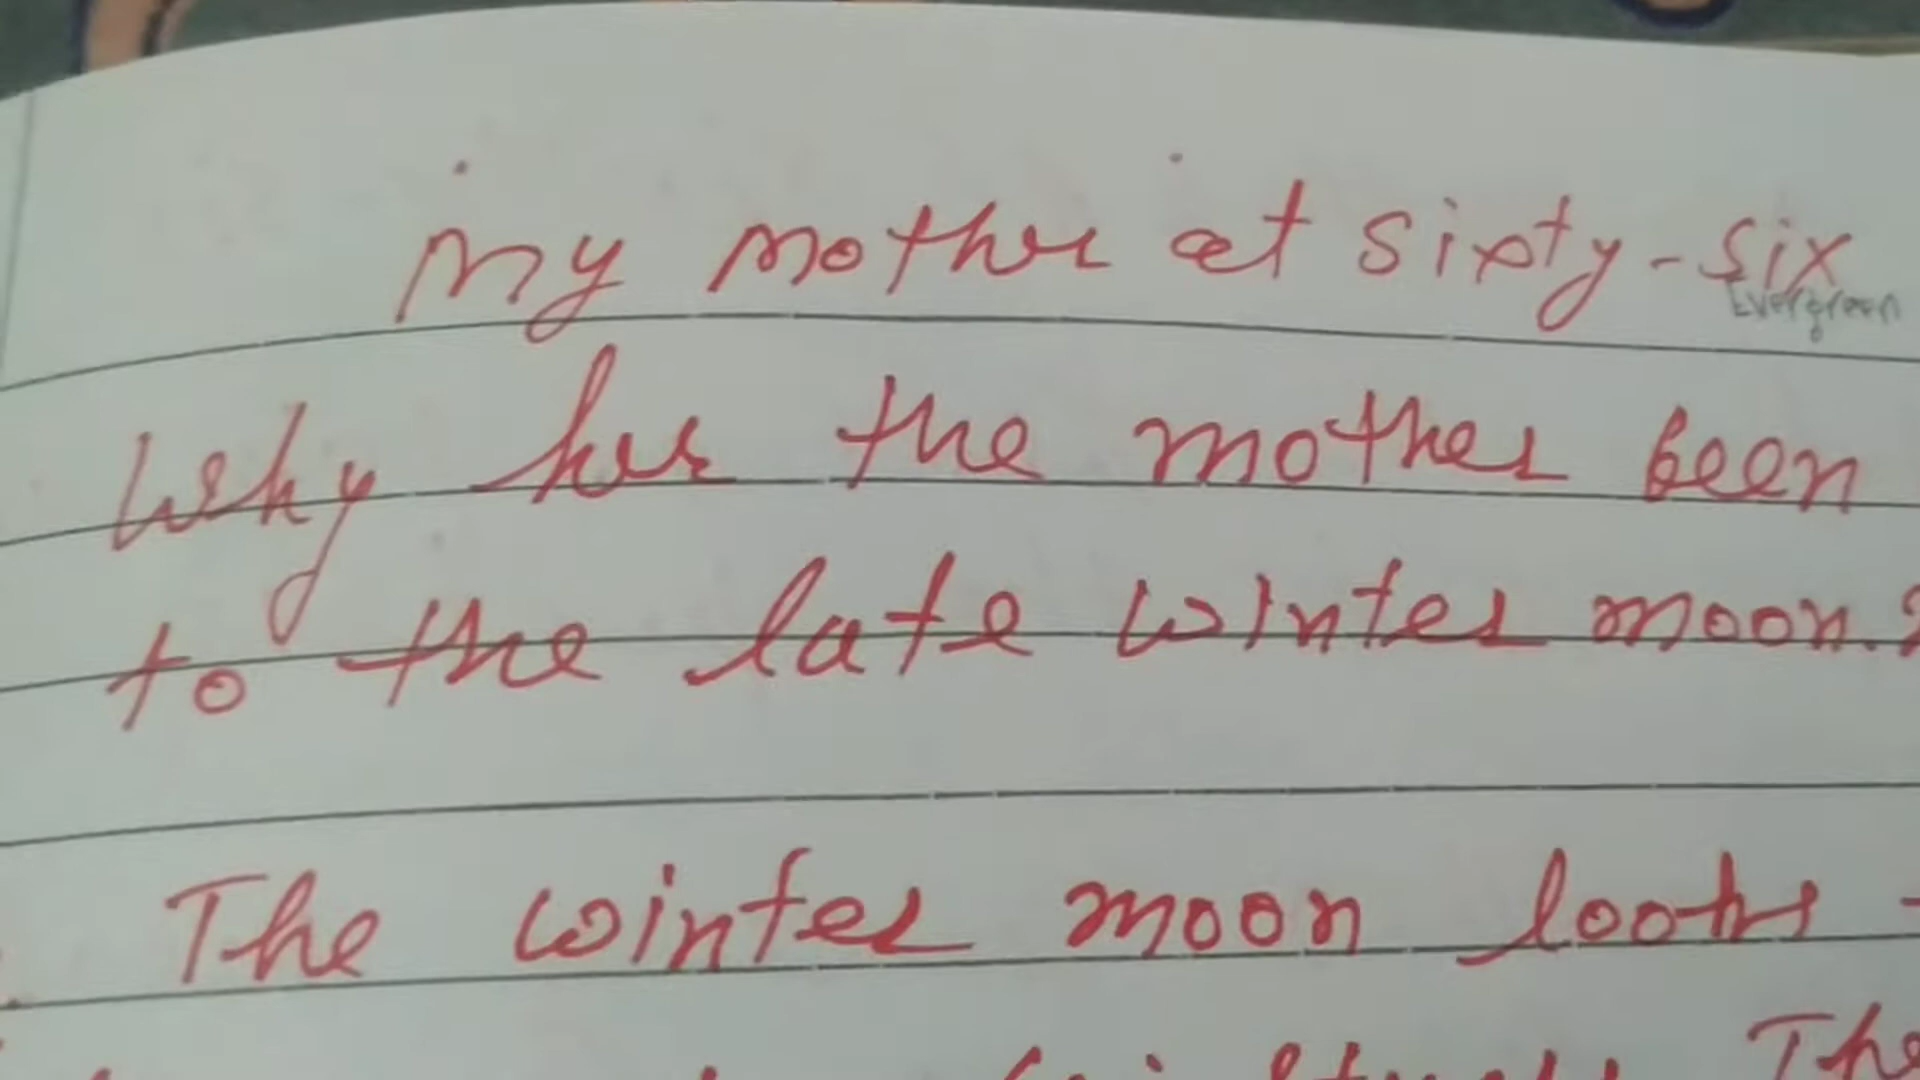 My mother at sixty-six
Evergreen
Why has the mother been
to the late winter moon?
The winter moon looks
The